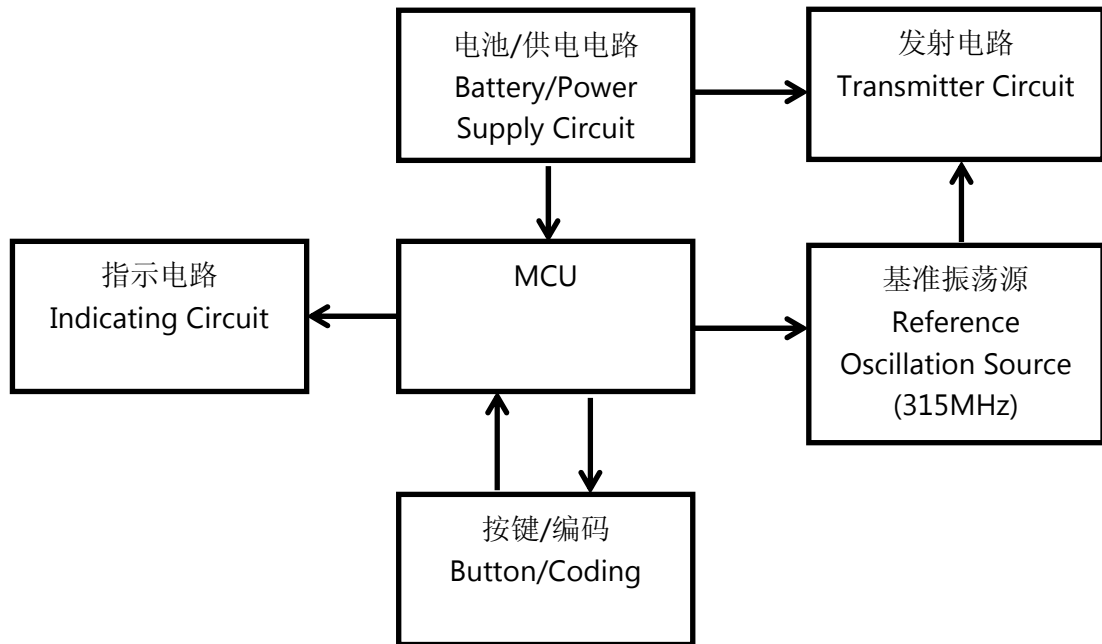 电池/供电电路
Battery/Power
Supply Circuit
发射电路
Transmitter Circuit
指示电路
Indicating Circuit
MCU
基准振荡源
Reference
Oscillation Source
(315MHz)
按键/编码
Button/Coding